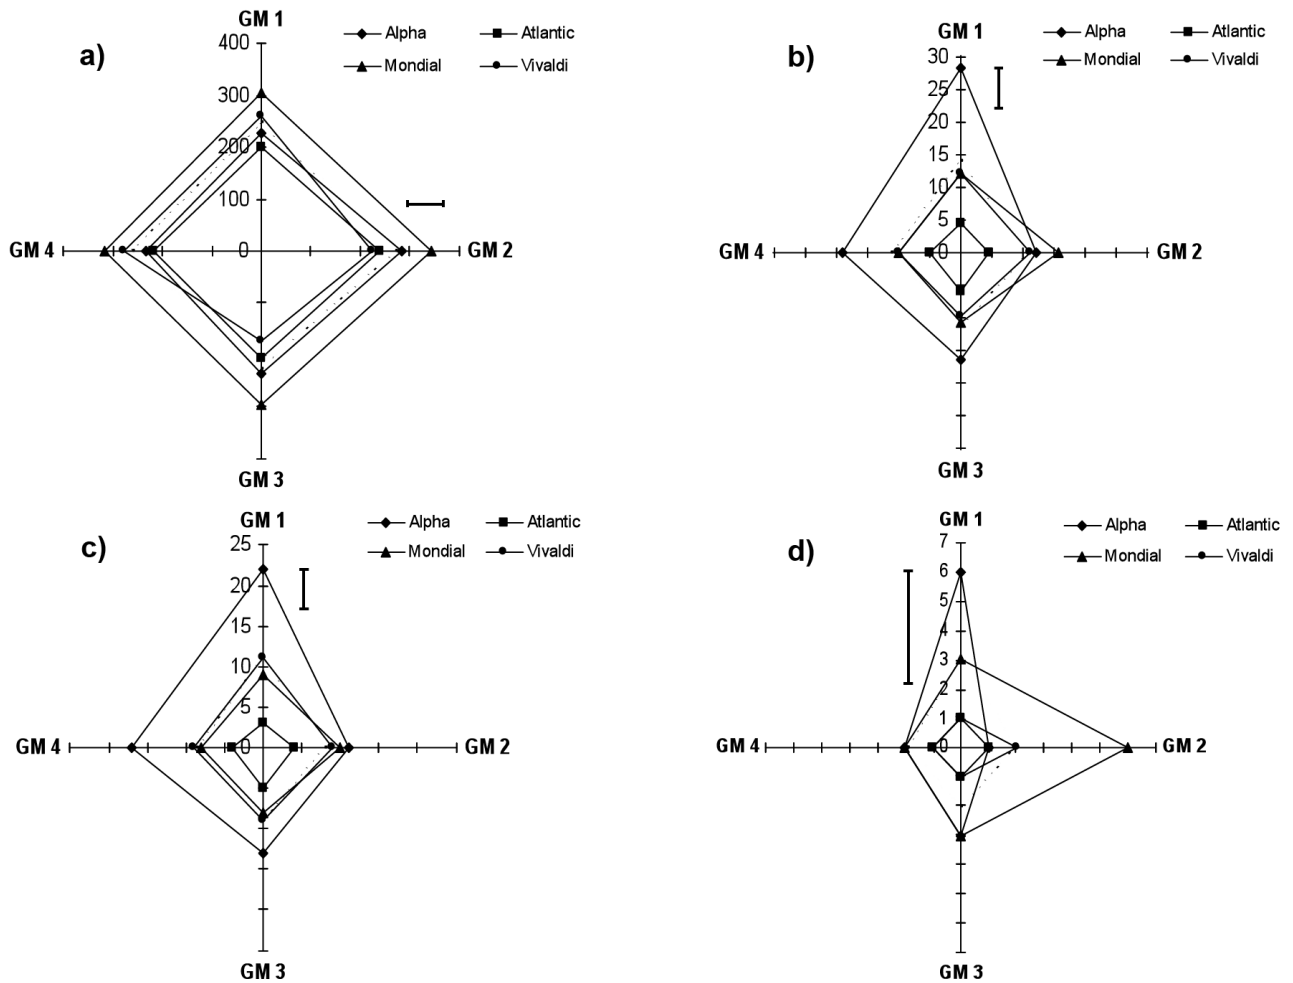 a)
GM 1
Alpha
Atlantic
Mondial
Vivaldi
400
300
200
100
0
GM 4
GM 2
GM 3
b)
GM 1
Alpha
Atlantic
Mondial
Vivaldi
30
25
20
15
10
5
0
GM 4
GM 2
GM 3
c)
GM 1
Alpha
Atlantic
Mondial
Vivaldi
25
20
15
10
5
0
GM 4
GM 2
GM 3
d)
GM 1
Alpha
Atlantic
Mondial
Vivaldi
7
6
5
4
3
2
1
0
GM 4
GM 2
GM 3